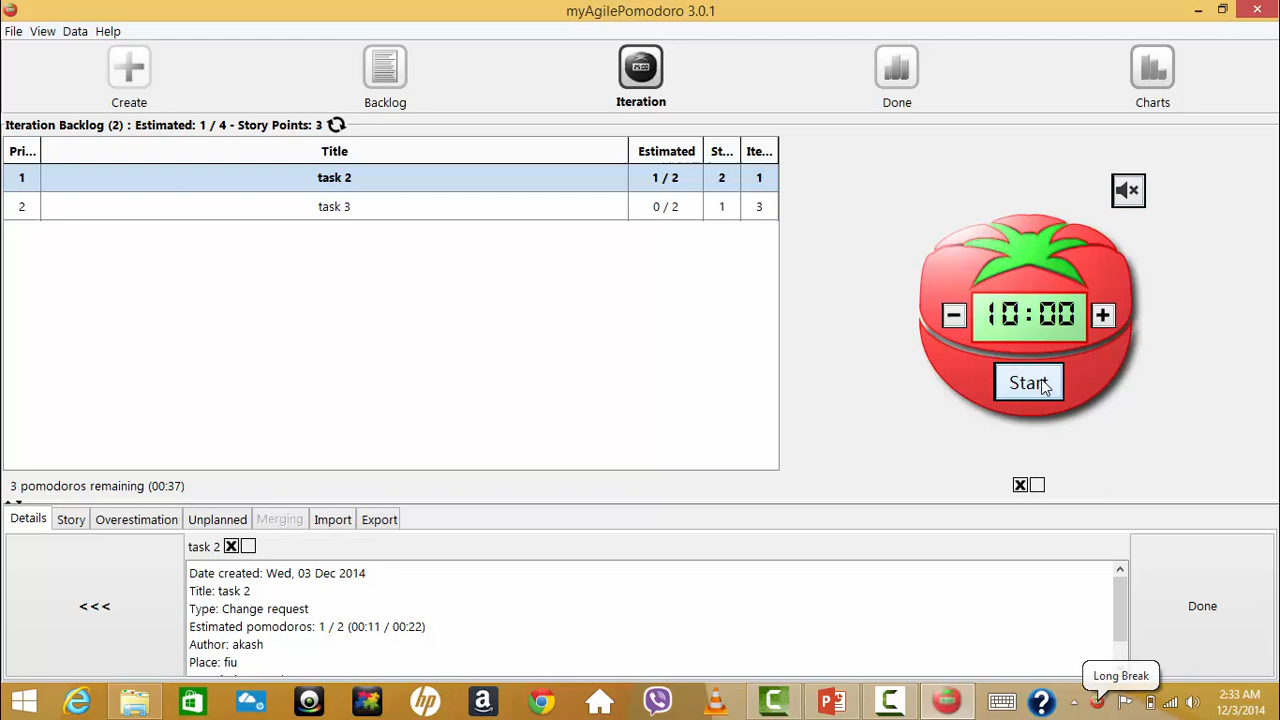 myAgilePomodoro 3.0.1
File View Data Help
Create Backlog Iteration Done Charts
Iteration Backlog (2) : Estimated: 1 / 4 - Story Points: 3
Pri... Title Estimated St... Ite...
1 task 2 1 / 2 2 1
2 task 3 0 / 2 1 3
10:00
Start
3 pomodoros remaining (00:37)
Details Story Overestimation Unplanned Merging Import Export
task 2
<<<
Date created: Wed, 03 Dec 2014
Title: task 2
Type: Change request
Estimated pomodoros: 1 / 2 (00:11 / 00:22)
Author: akash
Place: fiu
Done
Long Break
2:33 AM
12/3/2014